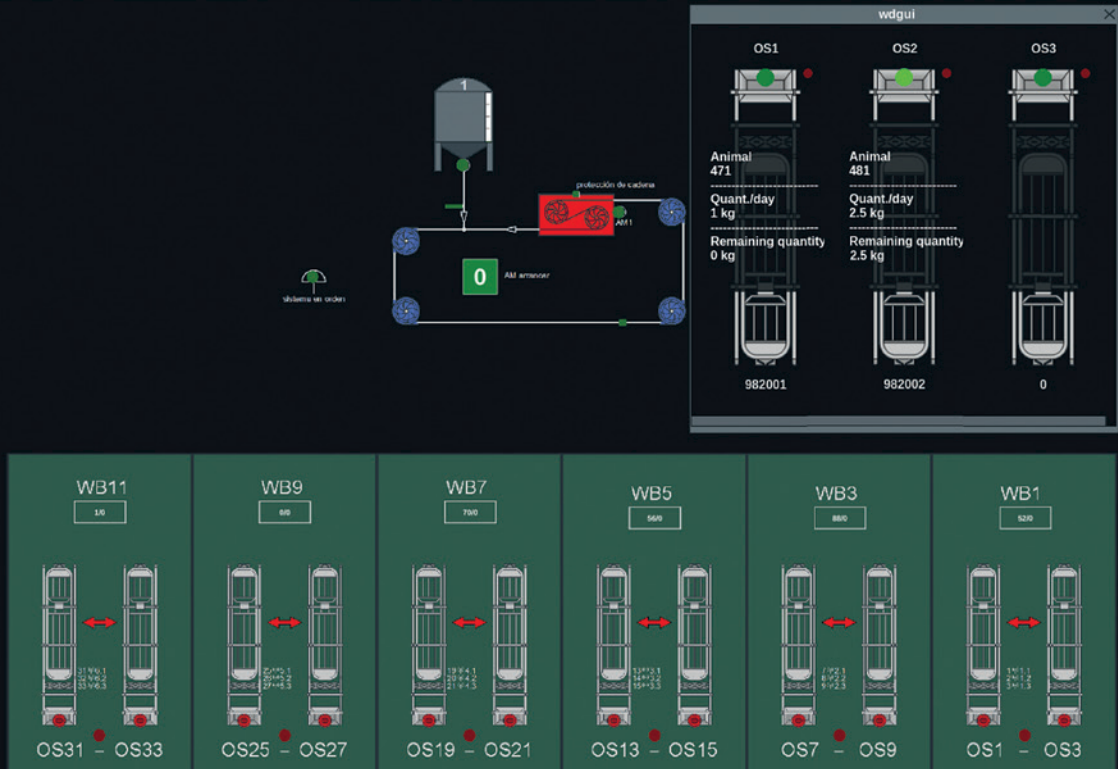 wdgui
OS1
OS2
OS3
1
Animal
471
Animal
481
protección de cadena
Quant./day
1 kg
Quant./day
2.5 kg
AM1
Remaining quantity
0 kg
Remaining quantity
2.5 kg
0
AM arrancer
sistema en orden
982001
982002
0
WB11
1/0
WB9
0/0
WB7
70/0
WB5
56/0
WB3
88/0
WB1
52/0
OS31 – OS33
OS25 – OS27
OS19 – OS21
OS13 – OS15
OS7 – OS9
OS1 – OS3